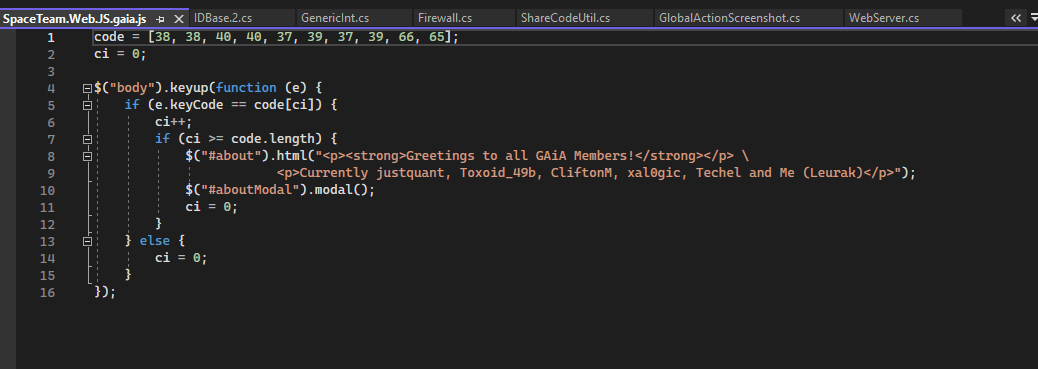 SpaceTeam.Web.JS.gaia.js IDBase.2.cs GenericInt.cs Firewall.cs ShareCodeUtil.cs GlobalActionScreenshot.cs WebServer.cs
1 code = [38, 38, 40, 40, 37, 39, 37, 39, 66, 65];
2 ci = 0;
3
4 $("body").keyup(function (e) {
5 if (e.keyCode == code[ci]) {
6 ci++;
7 if (ci >= code.length) {
8 $("#about").html("<p><strong>Greetings to all GAiA Members!</strong></p> \
9 <p>Currently justquant, Toxoid_49b, CliftonM, xal0gic, Techel and Me (Leurak)</p>");
10 $("#aboutModal").modal();
11 ci = 0;
12 }
13 } else {
14 ci = 0;
15 }
16 });